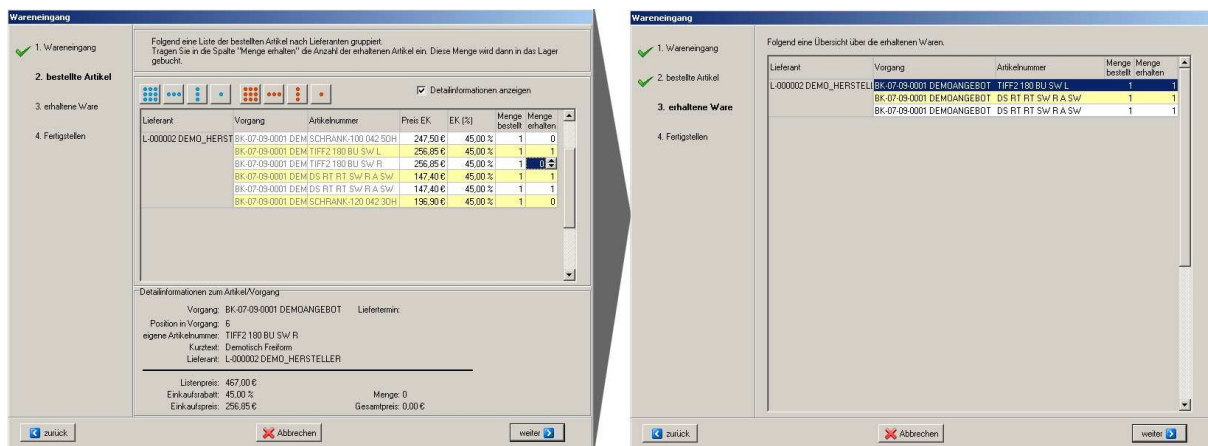 Wareneingang
1. Wareneingang
2. bestellte Artikel
3. erhaltene Ware
4. Fertigstellen
Folgend eine Liste der bestellten Artikel nach Lieferanten gruppiert.
Tragen Sie in die Spalte "Menge erhalten" die Anzahl der erhaltenen Artikel ein. Diese Menge wird dann in das Lager
gebucht.
Detailinformationen anzeigen
Lieferant Vorgang Artikelnummer Preis EK EK (%) Menge bestellt Menge erhalten
L-000002 DEMO_HERST BK-07-09-0001 DEM SCHRANK-100 042 5OH 247,50 € 45,00 % 1 0
BK-07-09-0001 DEM TIFF2 180 BU SW L 256,85 € 45,00 % 1 1
BK-07-09-0001 DEM TIFF2 180 BU SW R 256,85 € 45,00 % 1 0
BK-07-09-0001 DEM DS RT RT SW R A SW 147,40 € 45,00 % 1 1
BK-07-09-0001 DEM DS RT RT SW R A SW 147,40 € 45,00 % 1 1
BK-07-09-0001 DEM SCHRANK-120 042 3OH 196,90 € 45,00 % 1 0
Detailinformationen zum Artikel/Vorgang
Vorgang: BK-07-09-0001 DEMOANGEBOT Liefertermin:
Position in Vorgang: 6
eigene Artikelnummer: TIFF2 180 BU SW R
Kurztext: Demotisch Freiform
Lieferant: L-000002 DEMO_HERSTELLER
Listenpreis: 467,00 €
Einkaufsrabatt: 45,00 % Menge: 0
Einkaufspreis: 256,85 € Gesamtpreis: 0,00 €
zurück Abbrechen weiter
Wareneingang
1. Wareneingang
2. bestellte Artikel
3. erhaltene Ware
4. Fertigstellen
Folgend eine Übersicht über die erhaltenen Waren.
Lieferant Vorgang Artikelnummer Menge bestellt Menge erhalten
L-000002 DEMO_HERSTELL BK-07-09-0001 DEMOANGEBOT TIFF2 180 BU SW L 1 1
BK-07-09-0001 DEMOANGEBOT DS RT RT SW R A SW 1 1
BK-07-09-0001 DEMOANGEBOT DS RT RT SW R A SW 1 1
zurück Abbrechen weiter